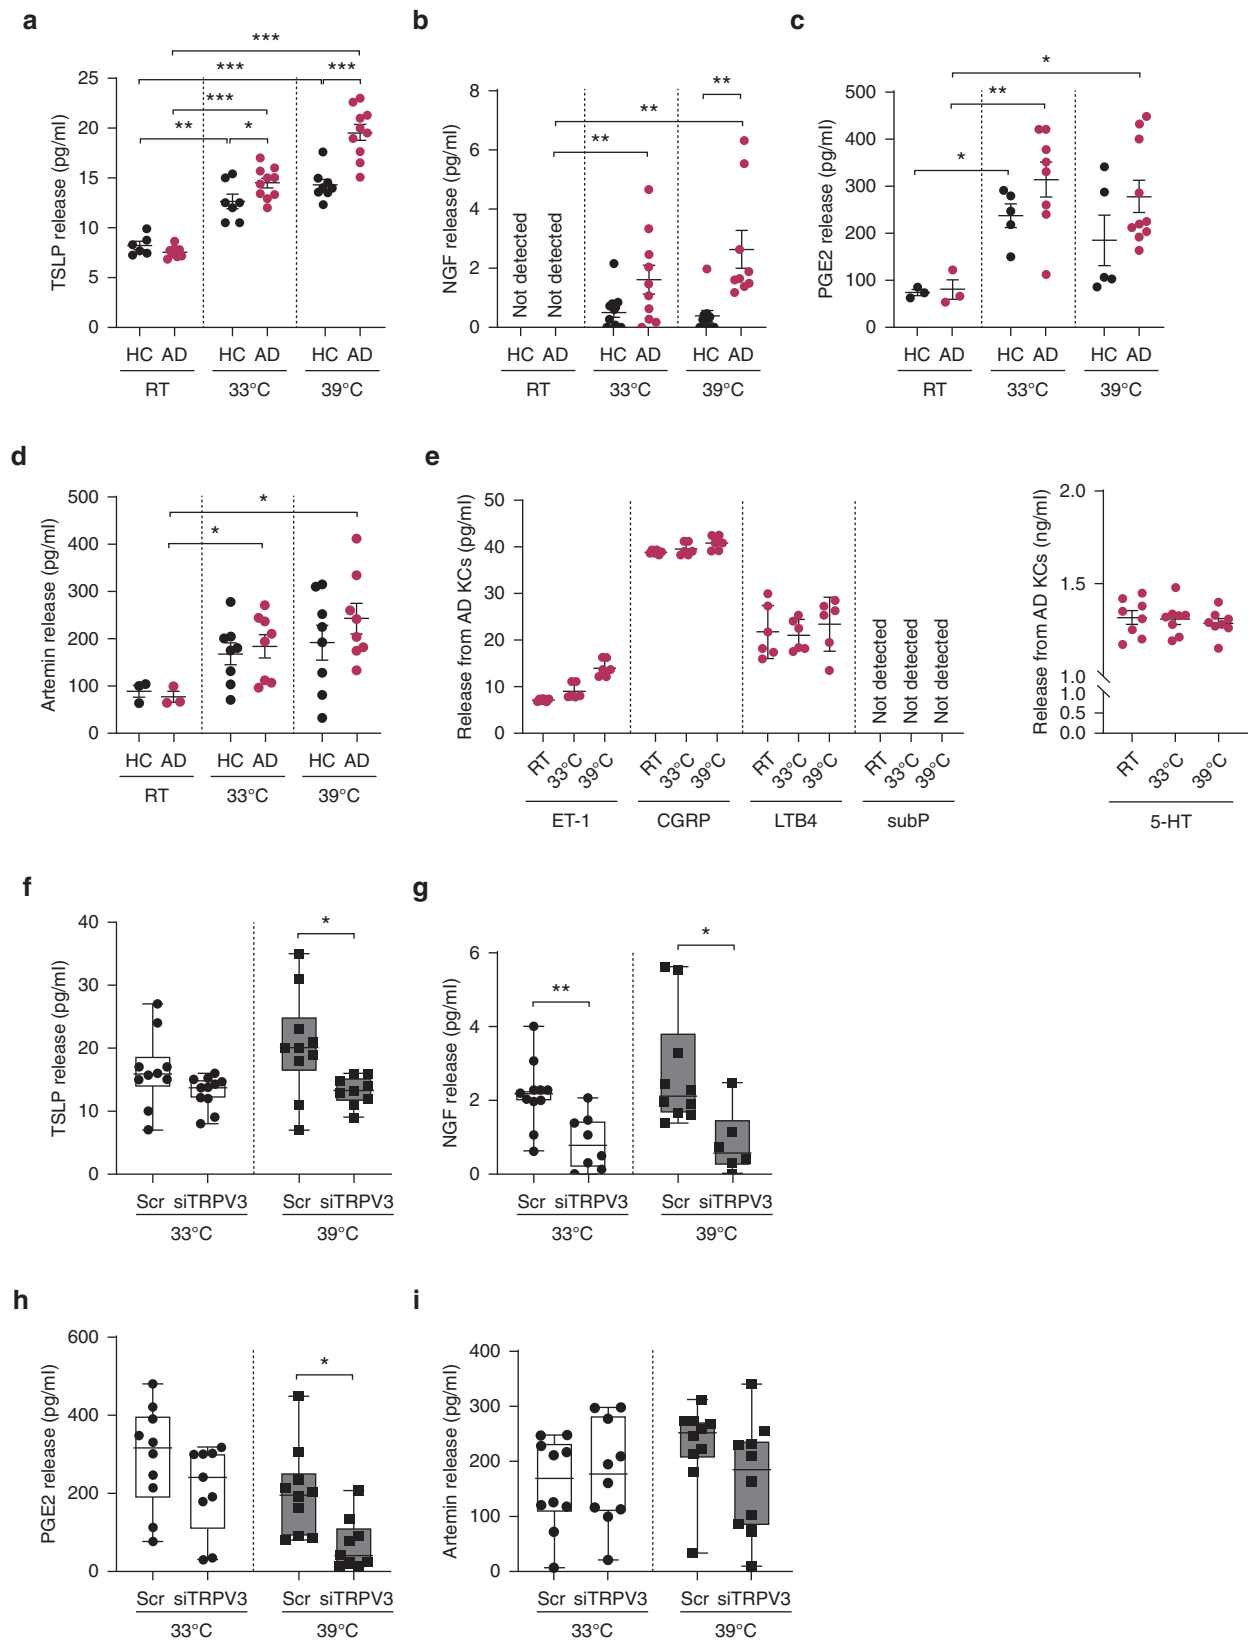 a
TSLP release (pg/ml)
25
20
15
10
5
0
***
***
***
***
**
*
HC AD HC AD HC AD
RT 33°C 39°C
b
NGF release (pg/ml)
8
6
4
2
0
**
**
**
Not detected
Not detected
HC AD HC AD HC AD
RT 33°C 39°C
c
PGE2 release (pg/ml)
500
400
300
200
100
0
*
**
*
HC AD HC AD HC AD
RT 33°C 39°C
d
Artemin release (pg/ml)
500
400
300
200
100
0
*
*
HC AD HC AD HC AD
RT 33°C 39°C
e
Release from AD KCs (pg/ml)
50
40
30
20
10
0
Not detected
Not detected
Not detected
RT 33°C 39°C RT 33°C 39°C RT 33°C 39°C RT 33°C 39°C
ET-1 CGRP LTB4 subP
Release from AD KCs (ng/ml)
2.0
1.5
1.0
1.0
0.5
0.0
RT 33°C 39°C
5-HT
f
TSLP release (pg/ml)
40
30
20
10
0
*
Scr siTRPV3 Scr siTRPV3
33°C 39°C
g
NGF release (pg/ml)
6
4
2
0
**
*
Scr siTRPV3 Scr siTRPV3
33°C 39°C
h
PGE2 release (pg/ml)
600
400
200
0
*
Scr siTRPV3 Scr siTRPV3
33°C 39°C
i
Artemin release (pg/ml)
400
300
200
100
0
Scr siTRPV3 Scr siTRPV3
33°C 39°C